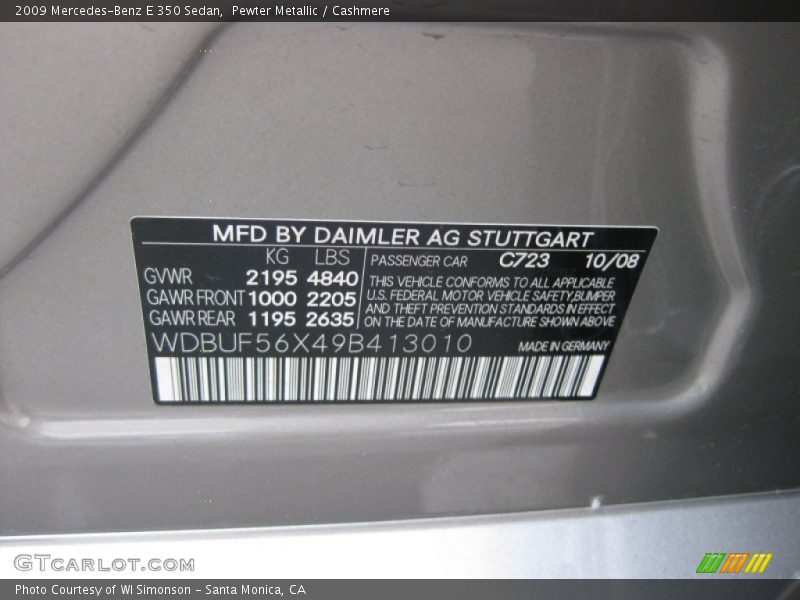 2009 Mercedes-Benz E 350 Sedan,  Pewter Metallic / Cashmere
MFD BY DAIMLER AG STUTTGART
KG LBS
GVWR 2195 4840
GAWR FRONT 1000 2205
GAWR REAR 1195 2635
PASSENGER CAR C723 10/08
THIS VEHICLE CONFORMS TO ALL APPLICABLE
U.S. FEDERAL MOTOR VEHICLE SAFETY,BUMPER
AND THEFT PREVENTION STANDARDS IN EFFECT
ON THE DATE OF MANUFACTURE SHOWN ABOVE
WDBUF56X49B413010
MADE IN GERMANY
GTCARLOT.COM
Photo Courtesy of WI Simonson - Santa Monica, CA